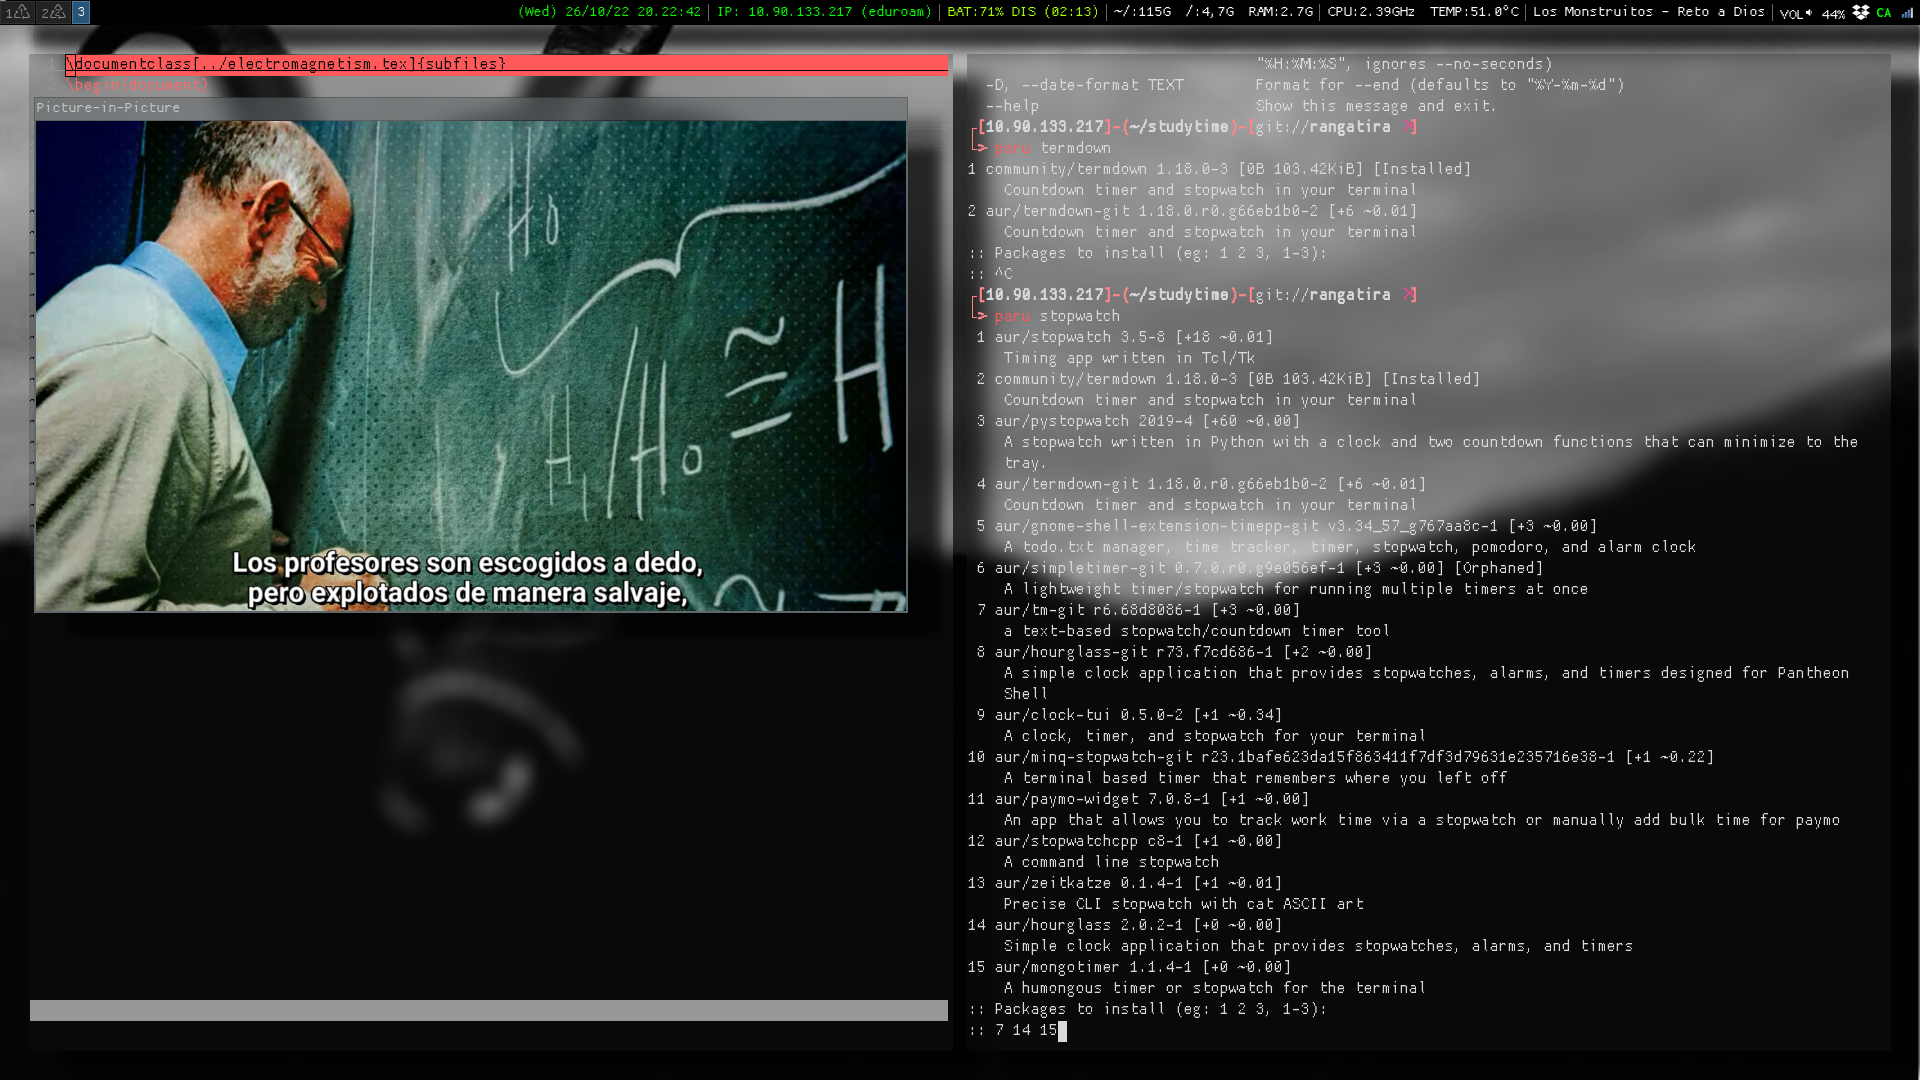 1 2 3 (Wed) 26/10/22 20.22:42 IP: 10.90.133.217 (eduroam) BAT:71% DIS (02:13) ~/:115G /:4,7G RAM:2.7G CPU:2.39GHz TEMP:51.0°C Los Monstruitos - Reto a Dios VOL 44% CA
1 \documentclass[../electromagnetism.tex]{subfiles}
2 \begin{document}
Picture-in-Picture
Ho
H/Ho
≈ H
Los profesores son escogidos a dedo,
pero explotados de manera salvaje,
"%H:%M:%S", ignores --no-seconds)
-D, --date-format TEXT Format for --end (defaults to "%Y-%m-%d")
--help Show this message and exit.
[10.90.133.217]-(~/studytime)-[git://rangatira ✗]
> paru termdown
1 community/termdown 1.18.0-3 [0B 103.42KiB] [Installed]
Countdown timer and stopwatch in your terminal
2 aur/termdown-git 1.18.0.r0.g66eb1b0-2 [+6 ~0.01]
Countdown timer and stopwatch in your terminal
:: Packages to install (eg: 1 2 3, 1-3):
:: ^C
[10.90.133.217]-(~/studytime)-[git://rangatira ✗]
> paru stopwatch
1 aur/stopwatch 3.5-8 [+18 ~0.01]
Timing app written in Tcl/Tk
2 community/termdown 1.18.0-3 [0B 103.42KiB] [Installed]
Countdown timer and stopwatch in your terminal
3 aur/pystopwatch 2019-4 [+60 ~0.00]
A stopwatch written in Python with a clock and two countdown functions that can minimize to the
tray.
4 aur/termdown-git 1.18.0.r0.g66eb1b0-2 [+6 ~0.01]
Countdown timer and stopwatch in your terminal
5 aur/gnome-shell-extension-timepp-git v3.34_57_g767aa8c-1 [+3 ~0.00]
A todo.txt manager, time tracker, timer, stopwatch, pomodoro, and alarm clock
6 aur/simpletimer-git 0.7.0.r0.g9e056ef-1 [+3 ~0.00] [Orphaned]
A lightweight timer/stopwatch for running multiple timers at once
7 aur/tm-git r6.68d8086-1 [+3 ~0.00]
a text-based stopwatch/countdown timer tool
8 aur/hourglass-git r73.f7cd686-1 [+2 ~0.00]
A simple clock application that provides stopwatches, alarms, and timers designed for Pantheon
Shell
9 aur/clock-tui 0.5.0-2 [+1 ~0.34]
A clock, timer, and stopwatch for your terminal
10 aur/minq-stopwatch-git r23.1bafe623da15f863411f7df3d79631e235716e38-1 [+1 ~0.22]
A terminal based timer that remembers where you left off
11 aur/paymo-widget 7.0.8-1 [+1 ~0.00]
An app that allows you to track work time via a stopwatch or manually add bulk time for paymo
12 aur/stopwatchcpp c8-1 [+1 ~0.00]
A command line stopwatch
13 aur/zeitkatze 0.1.4-1 [+1 ~0.01]
Precise CLI stopwatch with cat ASCII art
14 aur/hourglass 2.0.2-1 [+0 ~0.00]
Simple clock application that provides stopwatches, alarms, and timers
15 aur/mongotimer 1.1.4-1 [+0 ~0.00]
A humongous timer or stopwatch for the terminal
:: Packages to install (eg: 1 2 3, 1-3):
:: 7 14 15